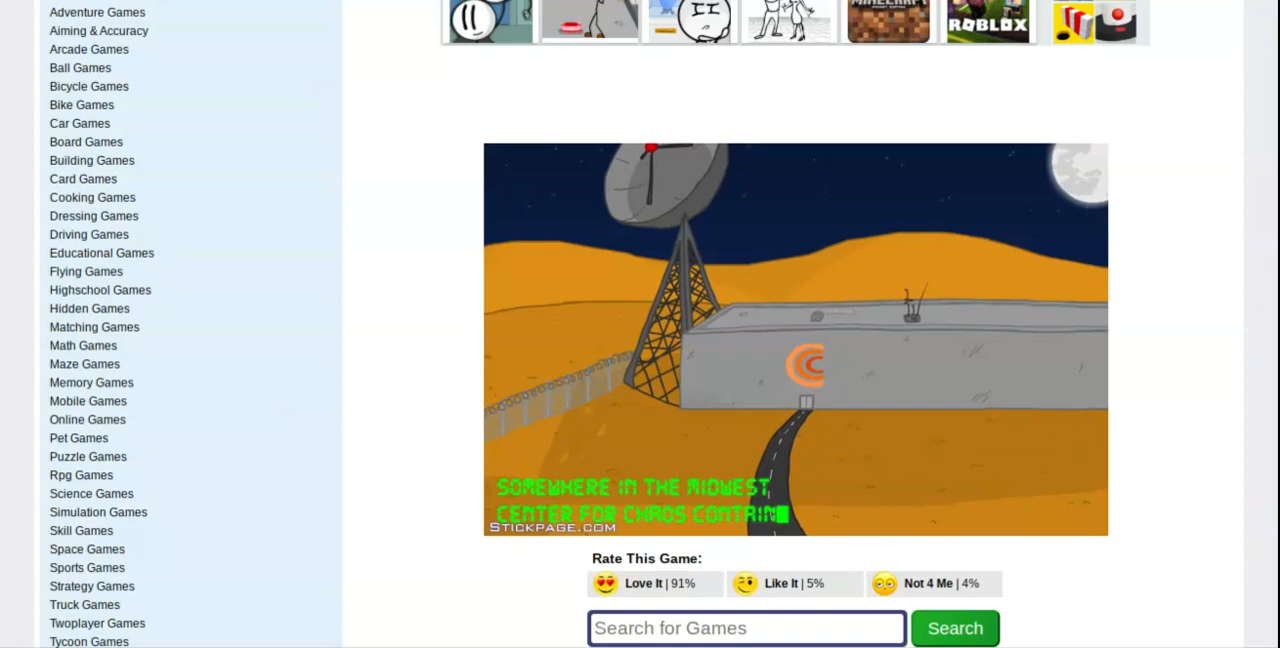 Adventure Games
Aiming & Accuracy
Arcade Games
Ball Games
Bicycle Games
Bike Games
Car Games
Board Games
Building Games
Card Games
Cooking Games
Dressing Games
Driving Games
Educational Games
Flying Games
Highschool Games
Hidden Games
Matching Games
Math Games
Maze Games
Memory Games
Mobile Games
Online Games
Pet Games
Puzzle Games
Rpg Games
Science Games
Simulation Games
Skill Games
Space Games
Sports Games
Strategy Games
Truck Games
Twoplayer Games
Tycoon Games
MINECRAFT
ROBLOX
SOMEWHERE IN THE MIDWEST
CENTER FOR CHAOS CONTAIN
STICKPAGE.COM
Rate This Game:
Love It | 91%
Like It | 5%
Not 4 Me | 4%
Search for Games
Search